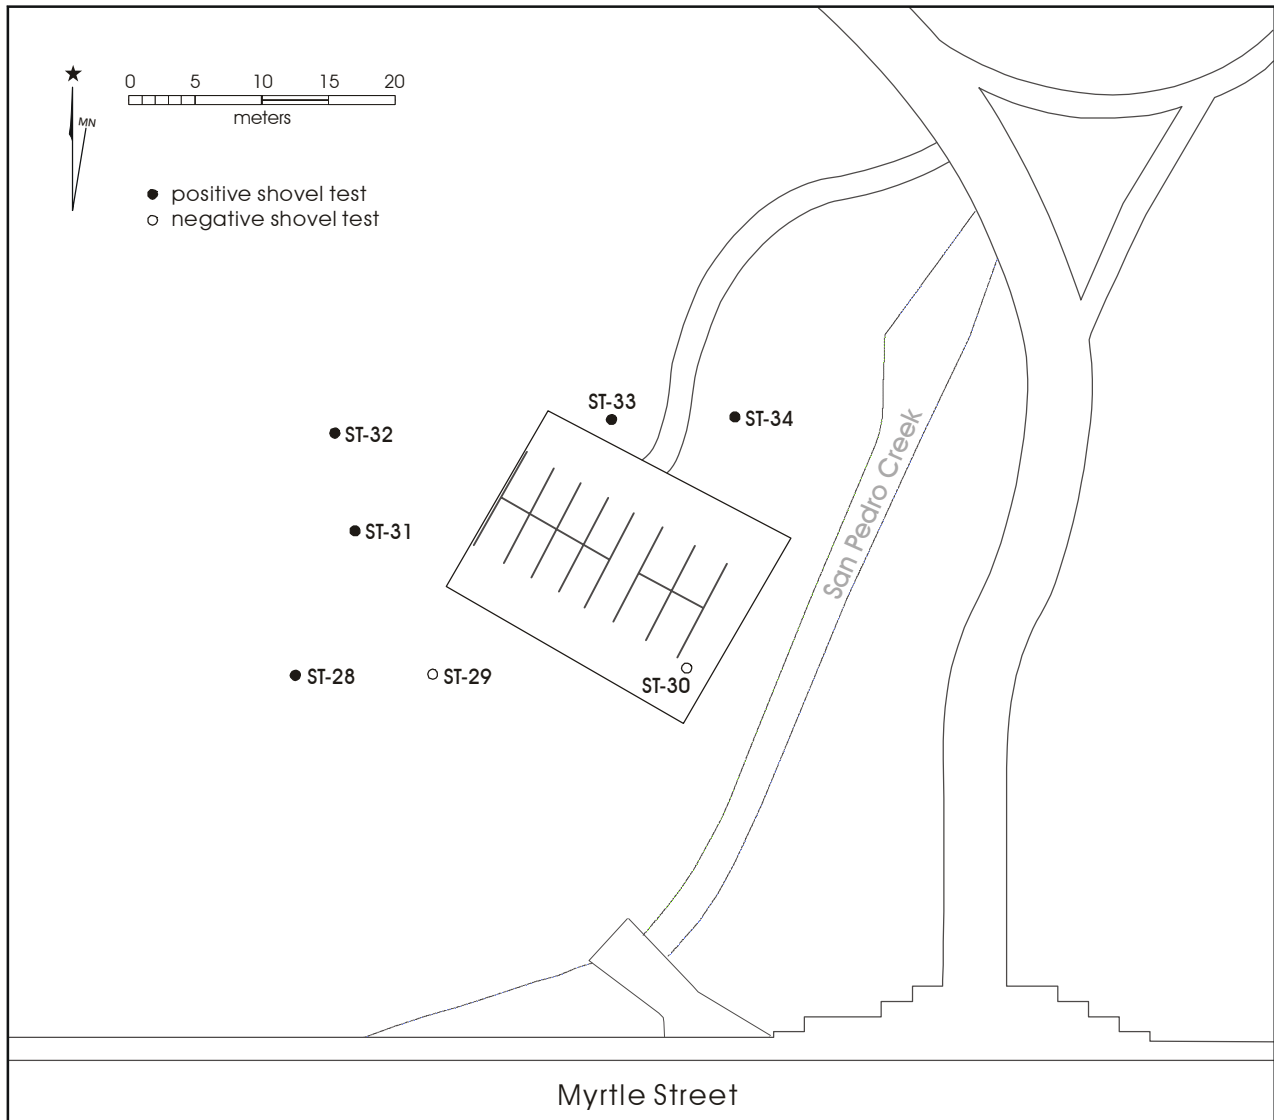 0 5 10 15 20
meters
MN
positive shovel test
negative shovel test
ST-33
ST-34
ST-32
ST-31
San Pedro Creek
ST-28
ST-29
ST-30
Myrtle Street